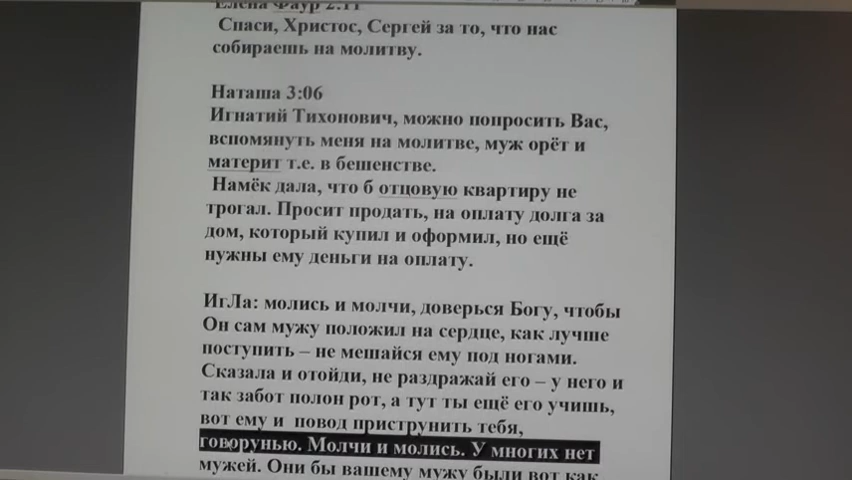 Елена Фаур 2:11
Спаси, Христос, Сергей за то, что нас
собираешь на молитву.
Наташа 3:06
Игнатий Тихонович, можно попросить Вас,
вспомянуть меня на молитве, муж орёт и
материт т.е. в бешенстве.
Намёк дала, что б отцовую квартиру не
трогал. Просит продать, на оплату долга за
дом, который купил и оформил, но ещё
нужны ему деньги на оплату.
ИгЛа: молись и молчи, доверься Богу, чтобы
Он сам мужу положил на сердце, как лучше
поступить – не мешайся ему под ногами.
Сказала и отойди, не раздражай его – у него и
так забот полон рот, а тут ты ещё его учишь,
вот ему и повод приструнить тебя,
говорунью. Молчи и молись. У многих нет
мужей. Они бы вашему мужу были вот как